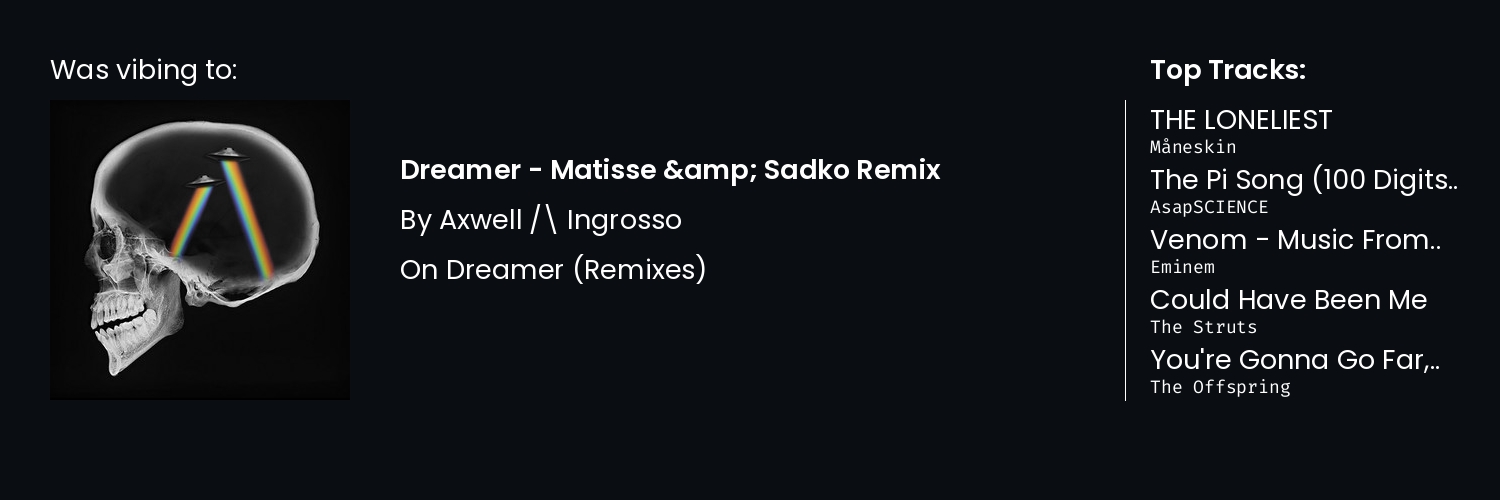 Was vibing to:
Dreamer - Matisse &amp; Sadko Remix
By Axwell /\ Ingrosso
On Dreamer (Remixes)
Top Tracks:
THE LONELIEST
Måneskin
The Pi Song (100 Digits..
AsapSCIENCE
Venom - Music From..
Eminem
Could Have Been Me
The Struts
You're Gonna Go Far,..
The Offspring